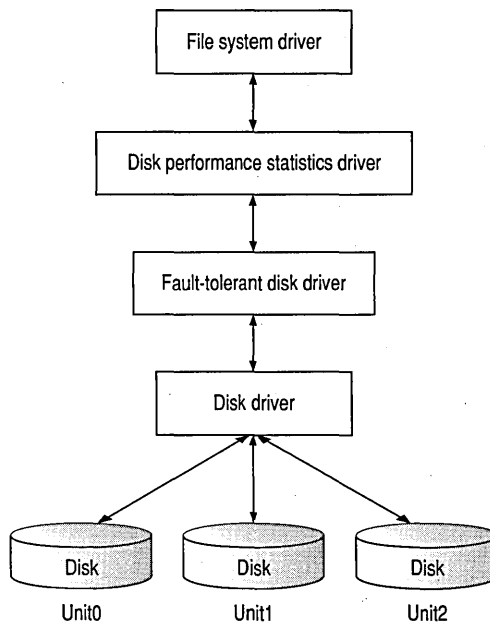 File system driver
Disk performance statistics driver
Fault-tolerant disk driver
Disk driver
Disk Disk Disk
Unit0 Unit1 Unit2